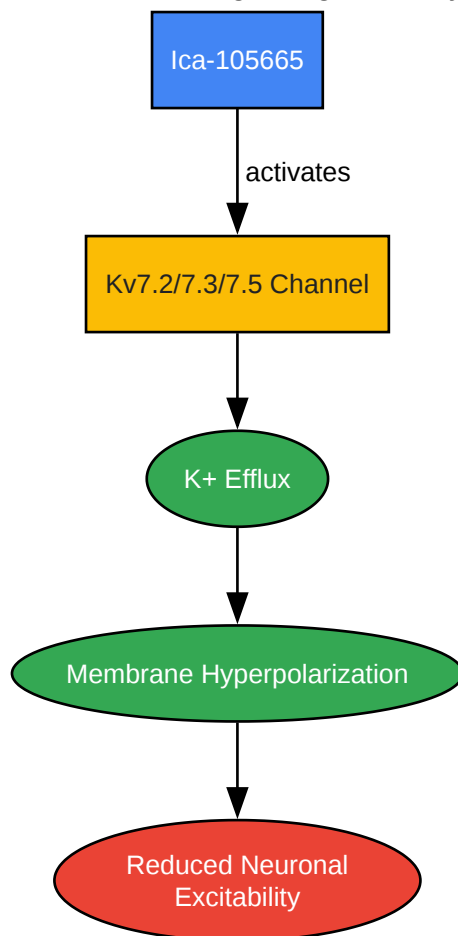 Ica-105665
activates
Kv7.2/7.3/7.5 Channel
K+ Efflux
Membrane Hyperpolarization
Reduced Neuronal
Excitability